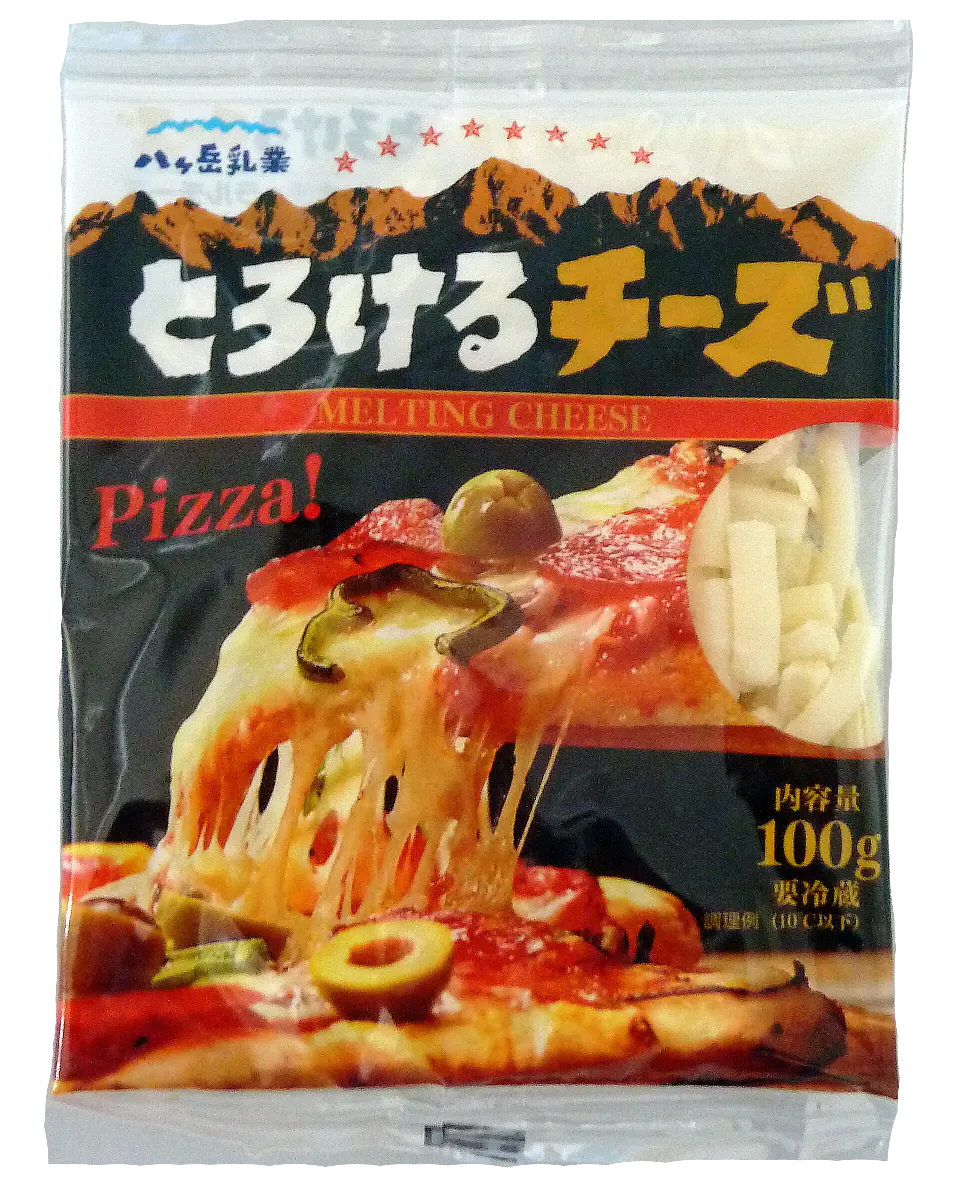 八ヶ岳乳業
とろけるチーズ
MELTING CHEESE
Pizza!
内容量
100g
要冷蔵
調理例 (10℃以下)